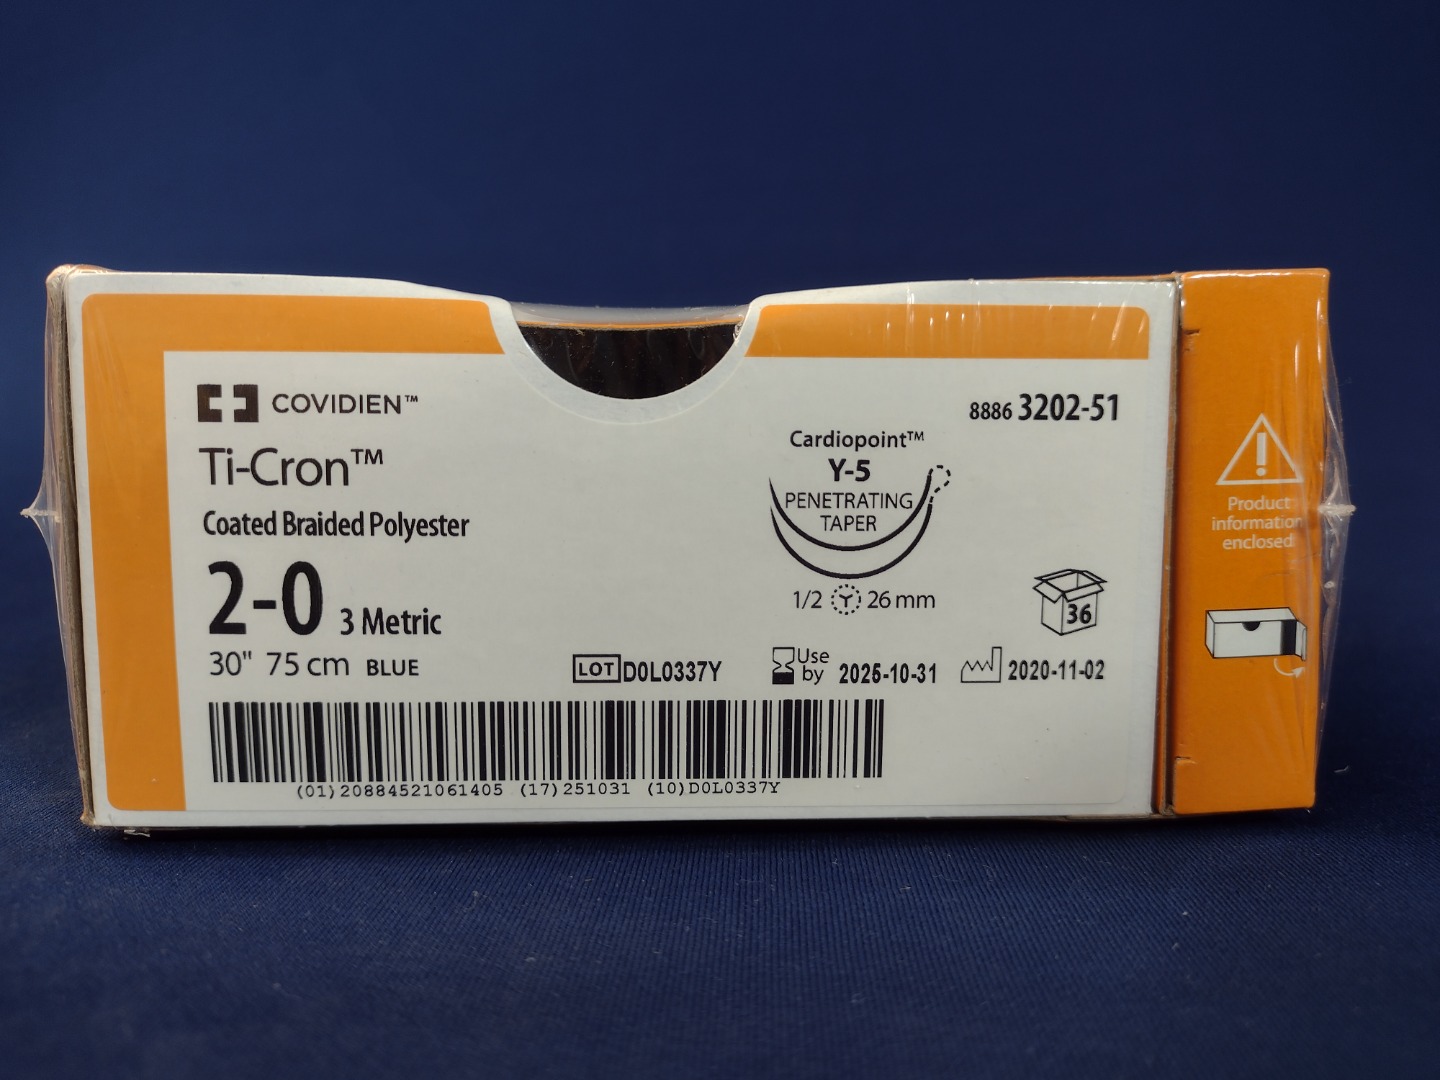 COVIDIEN™
8886 3202-51
Ti-Cron™
Coated Braided Polyester
2-0 3 Metric
30" 75 cm BLUE
Cardiopoint™
Y-5
PENETRATING
TAPER
1/2 26 mm
36
LOT D0L0337Y
Use
by 2025-10-31
2020-11-02
(01)20884521061405 (17)251031 (10)D0L0337Y
Product
information
enclosed